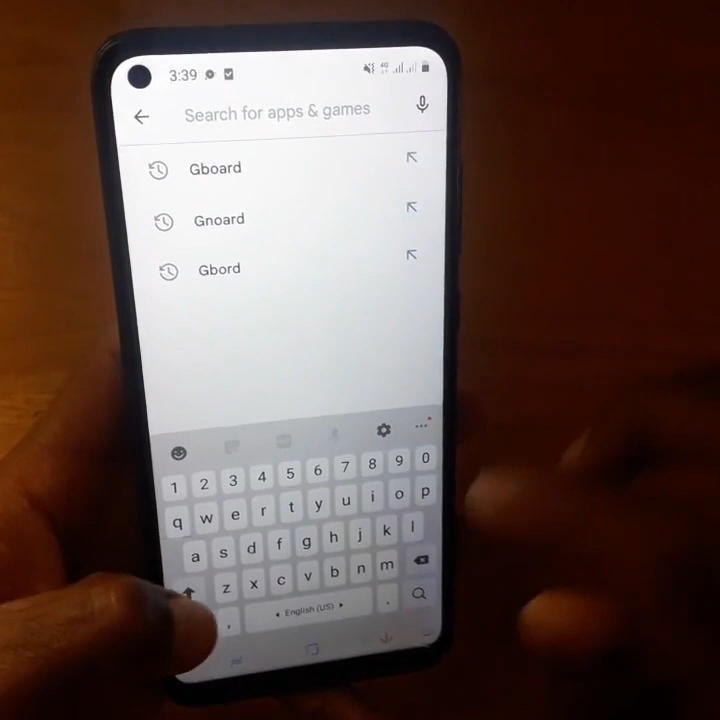 3:39 4G
Search for apps & games
Gboard
Gnoard
Gbord
1 2 3 4 5 6 7 8 9 0
q w e r t y u i o p
a s d f g h j k l
z x c v b n m
, English (US) .